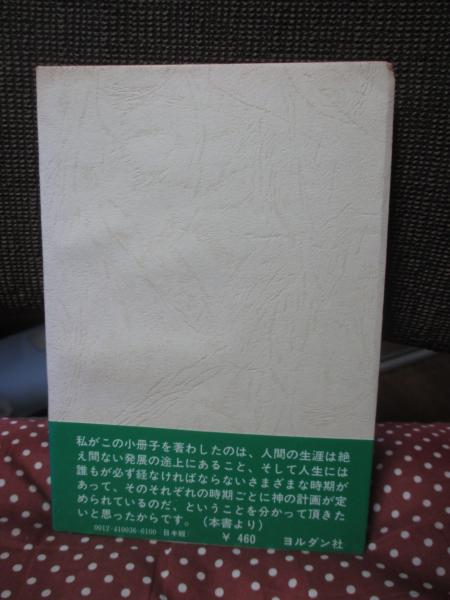 私がこの小冊子を著わしたのは、人間の生涯は絶
え間ない発展の途上にあること、そして人生には
誰もが必ず経なければならないさまざまな時期が
あって、そのそれぞれの時期ごとに神の計画が定
められているのだ、ということを分かって頂きた
いと思ったからです。（本書より）
0012-410036-6100 日キ販 ￥460 ヨルダン社